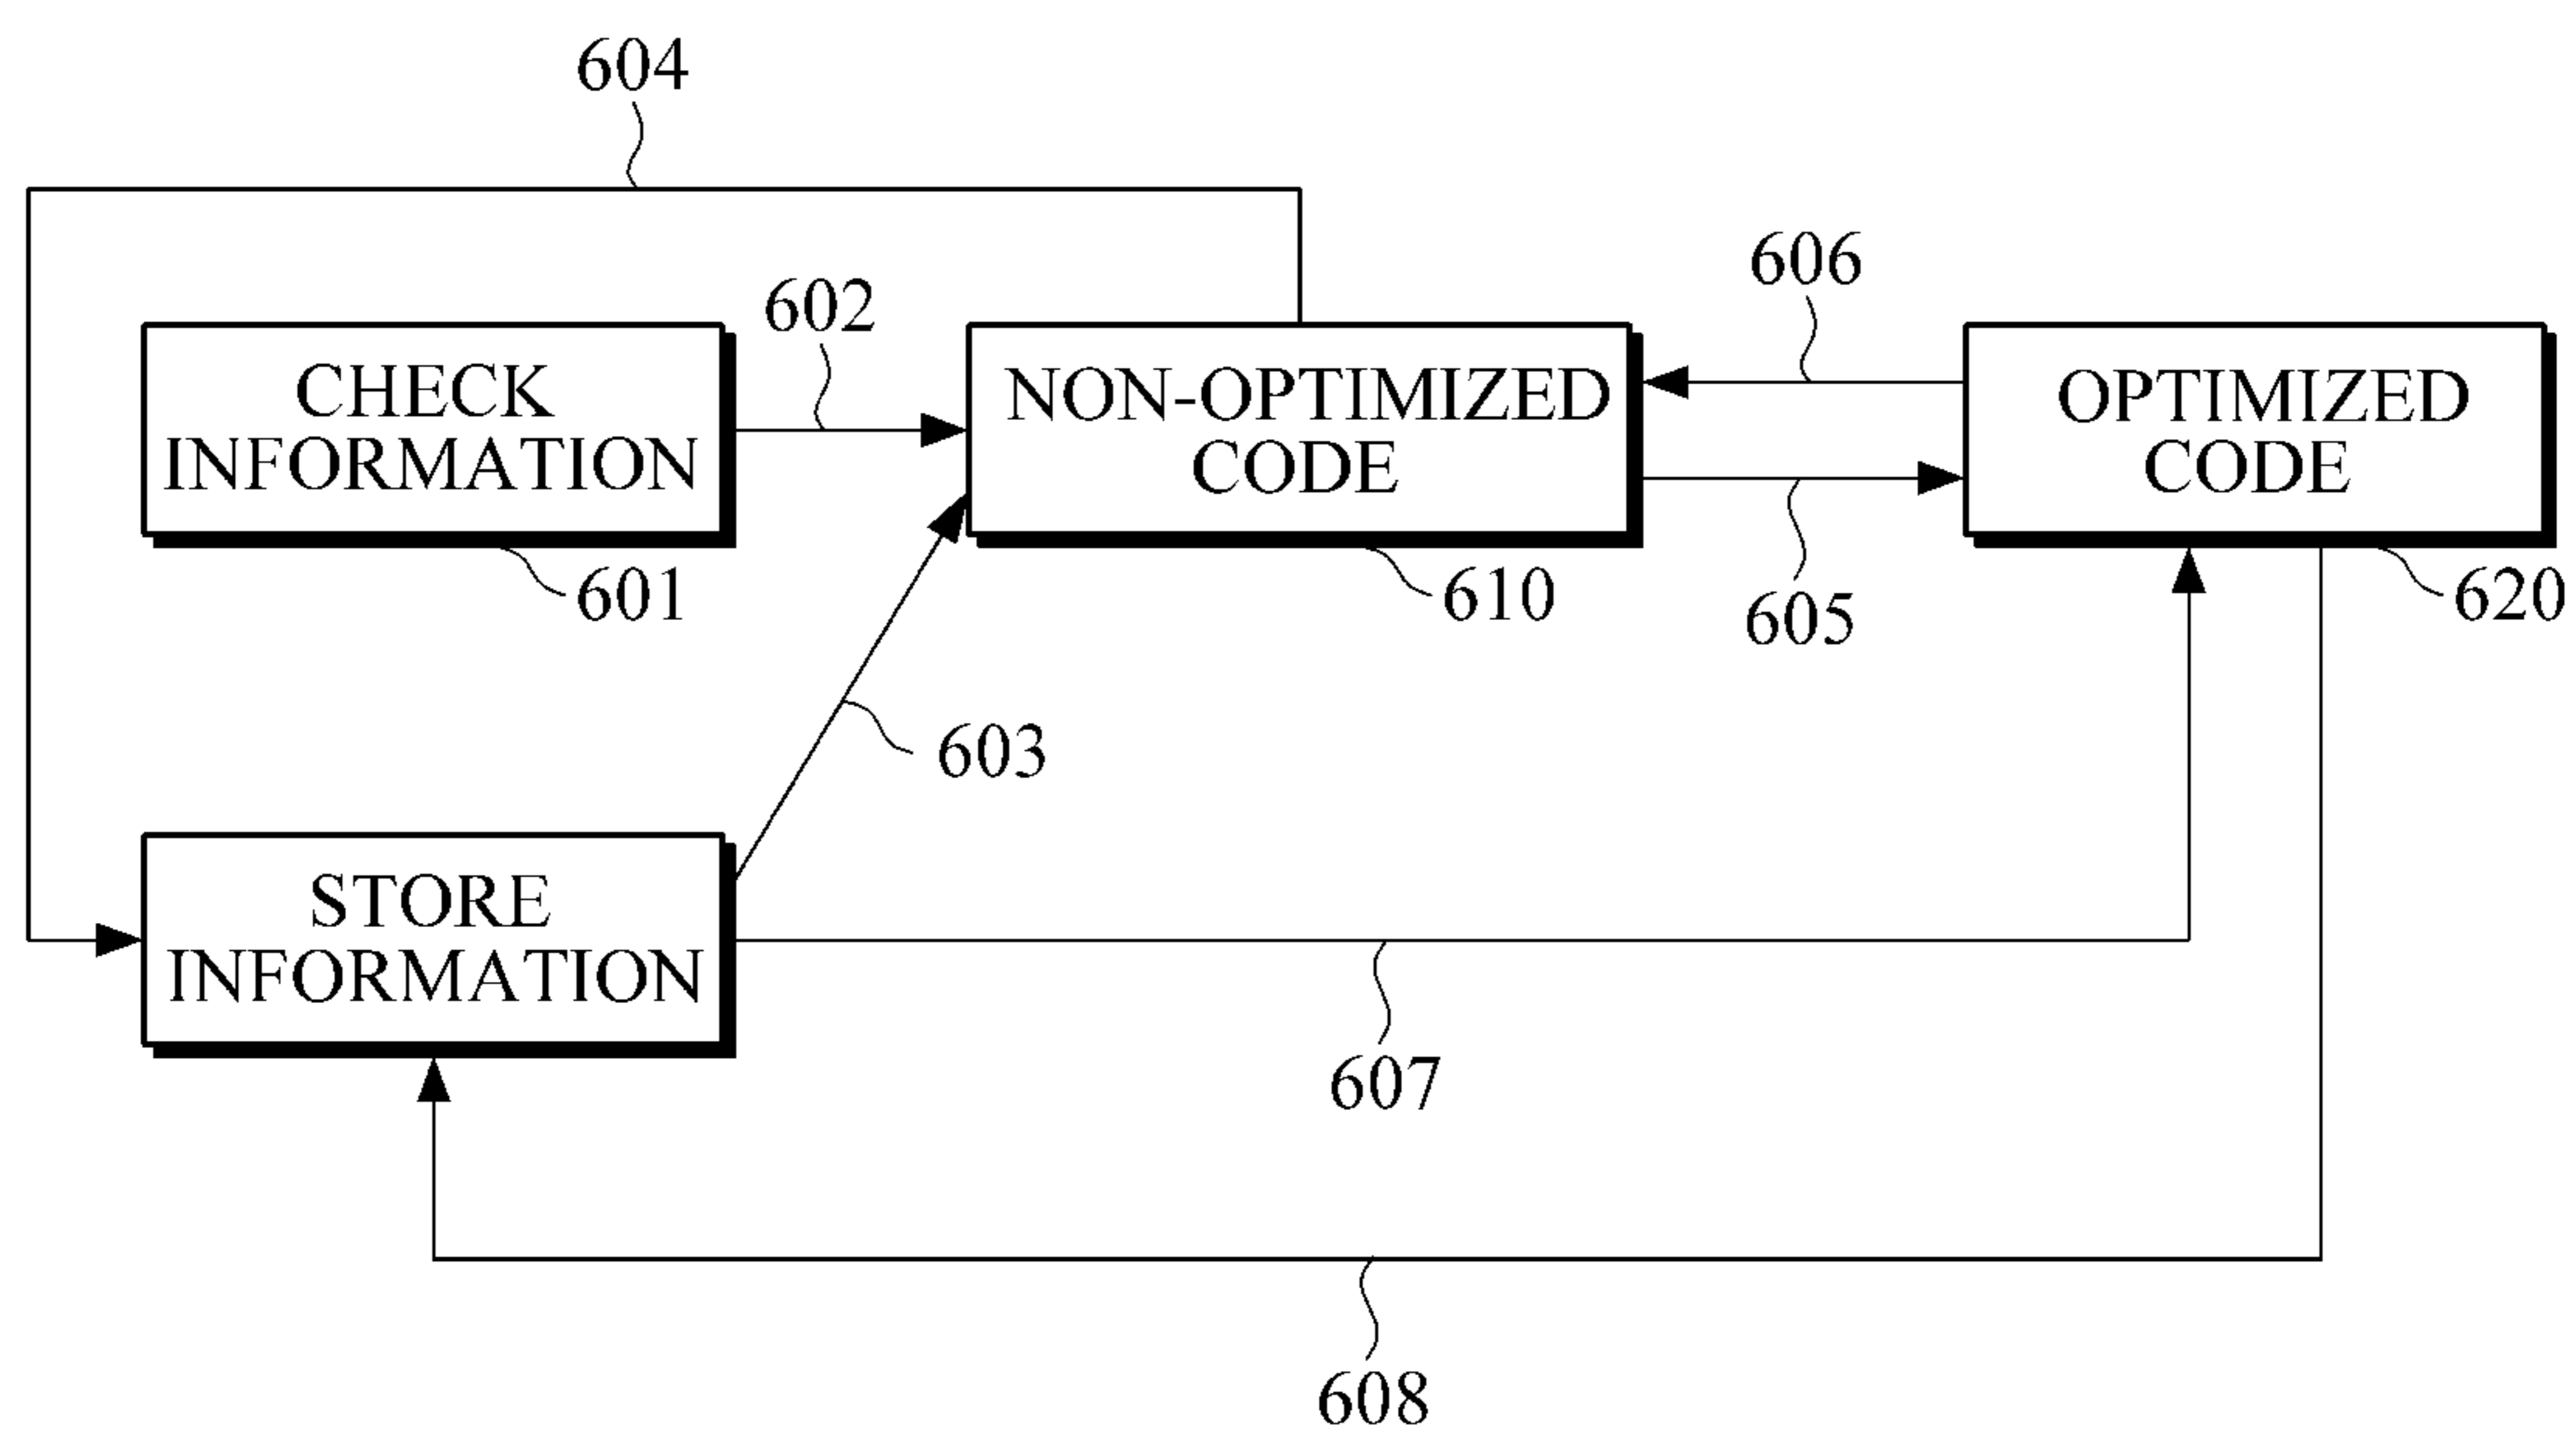 604
606
602
CHECK
INFORMATION
NON-OPTIMIZED
CODE
OPTIMIZED
CODE
601
610
605
620
603
STORE
INFORMATION
607
608